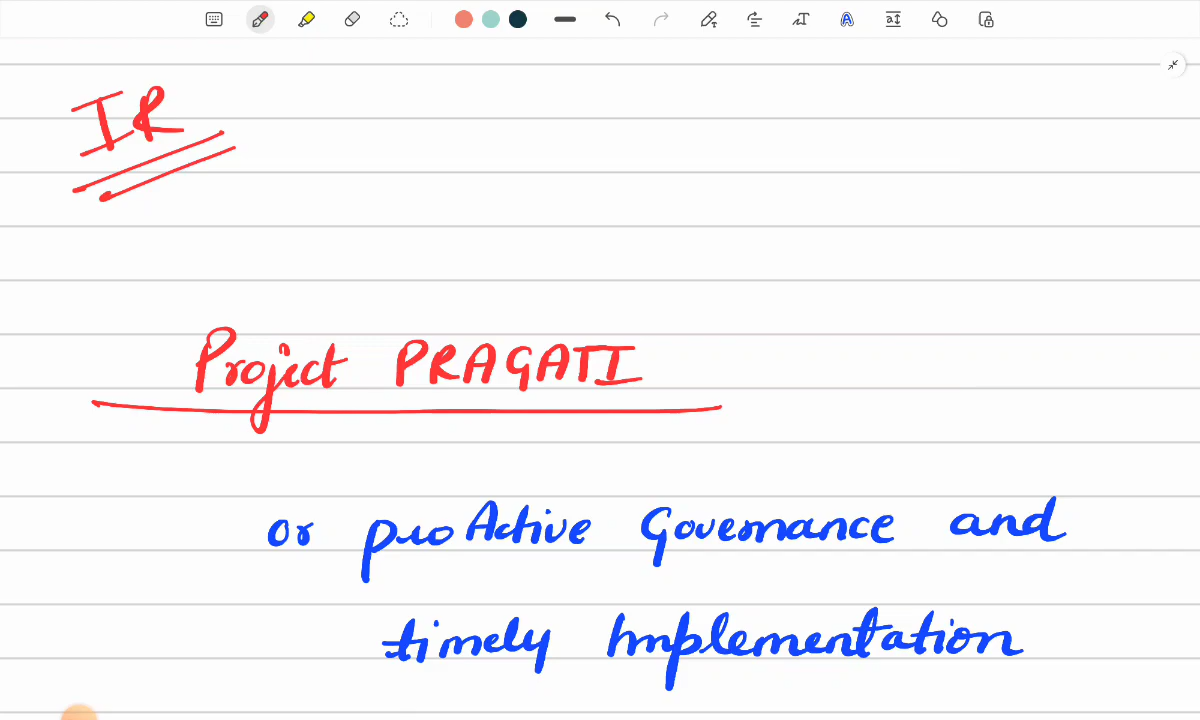 IR
Project PRAGATI
or proActive Governance and
timely Implementation